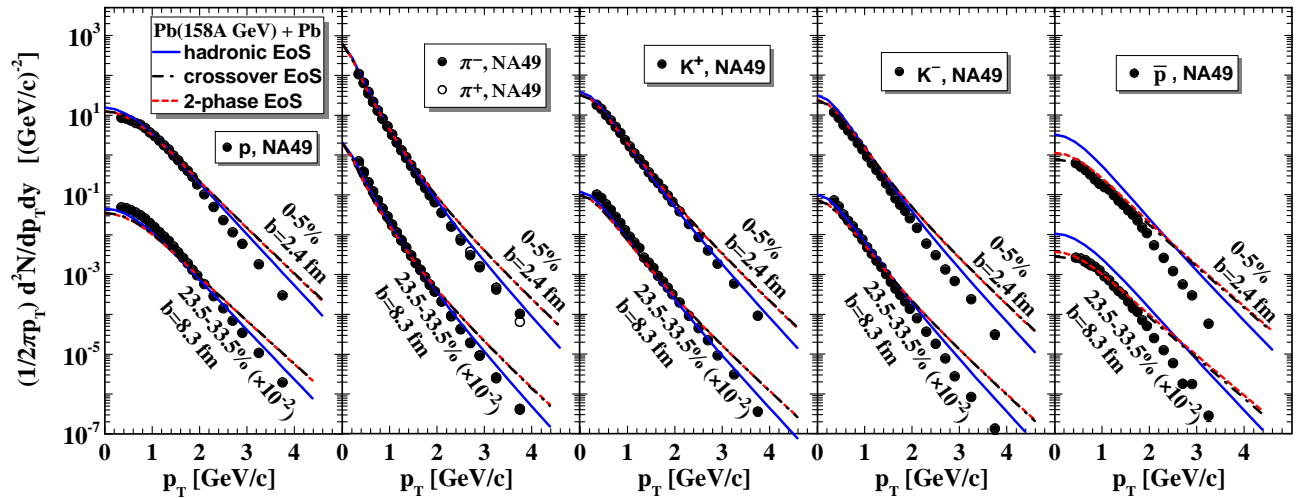 Pb(158A GeV) + Pb
hadronic EoS
crossover EoS
2-phase EoS
p, NA49
π⁻, NA49
π⁺, NA49
K⁺, NA49
K⁻, NA49
p̅ , NA49
(1/2πp_T) d²N/dp_Tdy [(GeV/c)⁻²]
10³
10¹
10⁻¹
10⁻³
10⁻⁵
10⁻⁷
0-5%
b=2.4 fm
23.5-33.5% (×10⁻²)
b=8.3 fm
0-5%
b=2.4 fm
23.5-33.5% (×10⁻²)
b=8.3 fm
0-5%
b=2.4 fm
23.5-33.5% (×10⁻²)
b=8.3 fm
0-5%
b=2.4 fm
23.5-33.5% (×10⁻²)
b=8.3 fm
0-5%
b=2.4 fm
23.5-33.5% (×10⁻²)
b=8.3 fm
0 1 2 3 4 0 1 2 3 4 0 1 2 3 4 0 1 2 3 4 0 1 2 3 4
p_T [GeV/c] p_T [GeV/c] p_T [GeV/c] p_T [GeV/c] p_T [GeV/c]